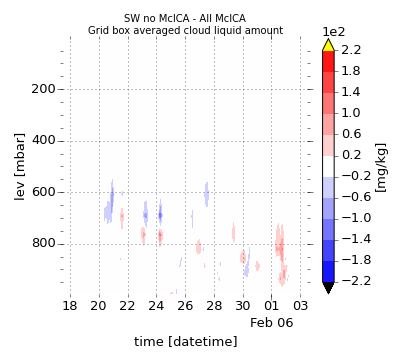 SW no McICA - All McICA
Grid box averaged cloud liquid amount
1e2
2.2
1.8
1.4
1.0
0.6
0.2
−0.2
−0.6
−1.0
−1.4
−1.8
−2.2
[mg/kg]
lev [mbar]
200
400
600
800
18 20 22 24 26 28 30 01 03
Feb 06
time [datetime]